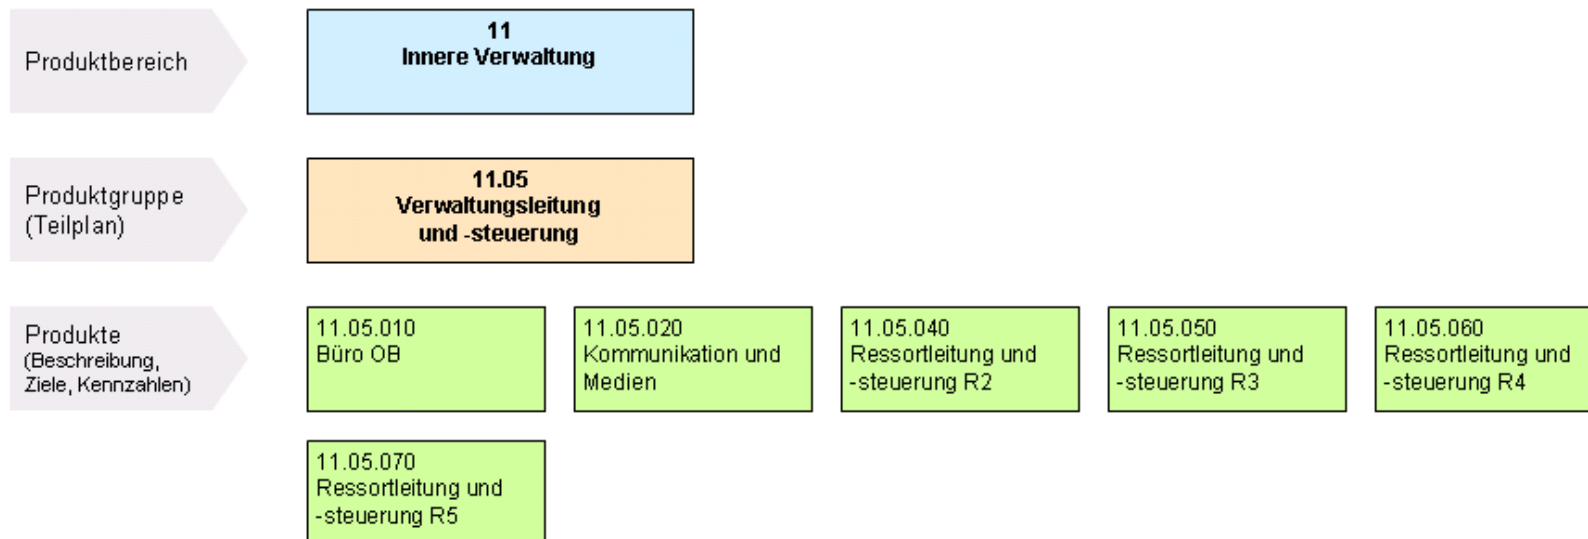 Produktbereich
11
Innere Verwaltung
Produktgruppe
(Teilplan)
11.05
Verwaltungsleitung
und -steuerung
Produkte
(Beschreibung,
Ziele, Kennzahlen)
11.05.010
Büro OB
11.05.020
Kommunikation und
Medien
11.05.040
Ressortleitung und
-steuerung R2
11.05.050
Ressortleitung und
-steuerung R3
11.05.060
Ressortleitung und
-steuerung R4
11.05.070
Ressortleitung und
-steuerung R5